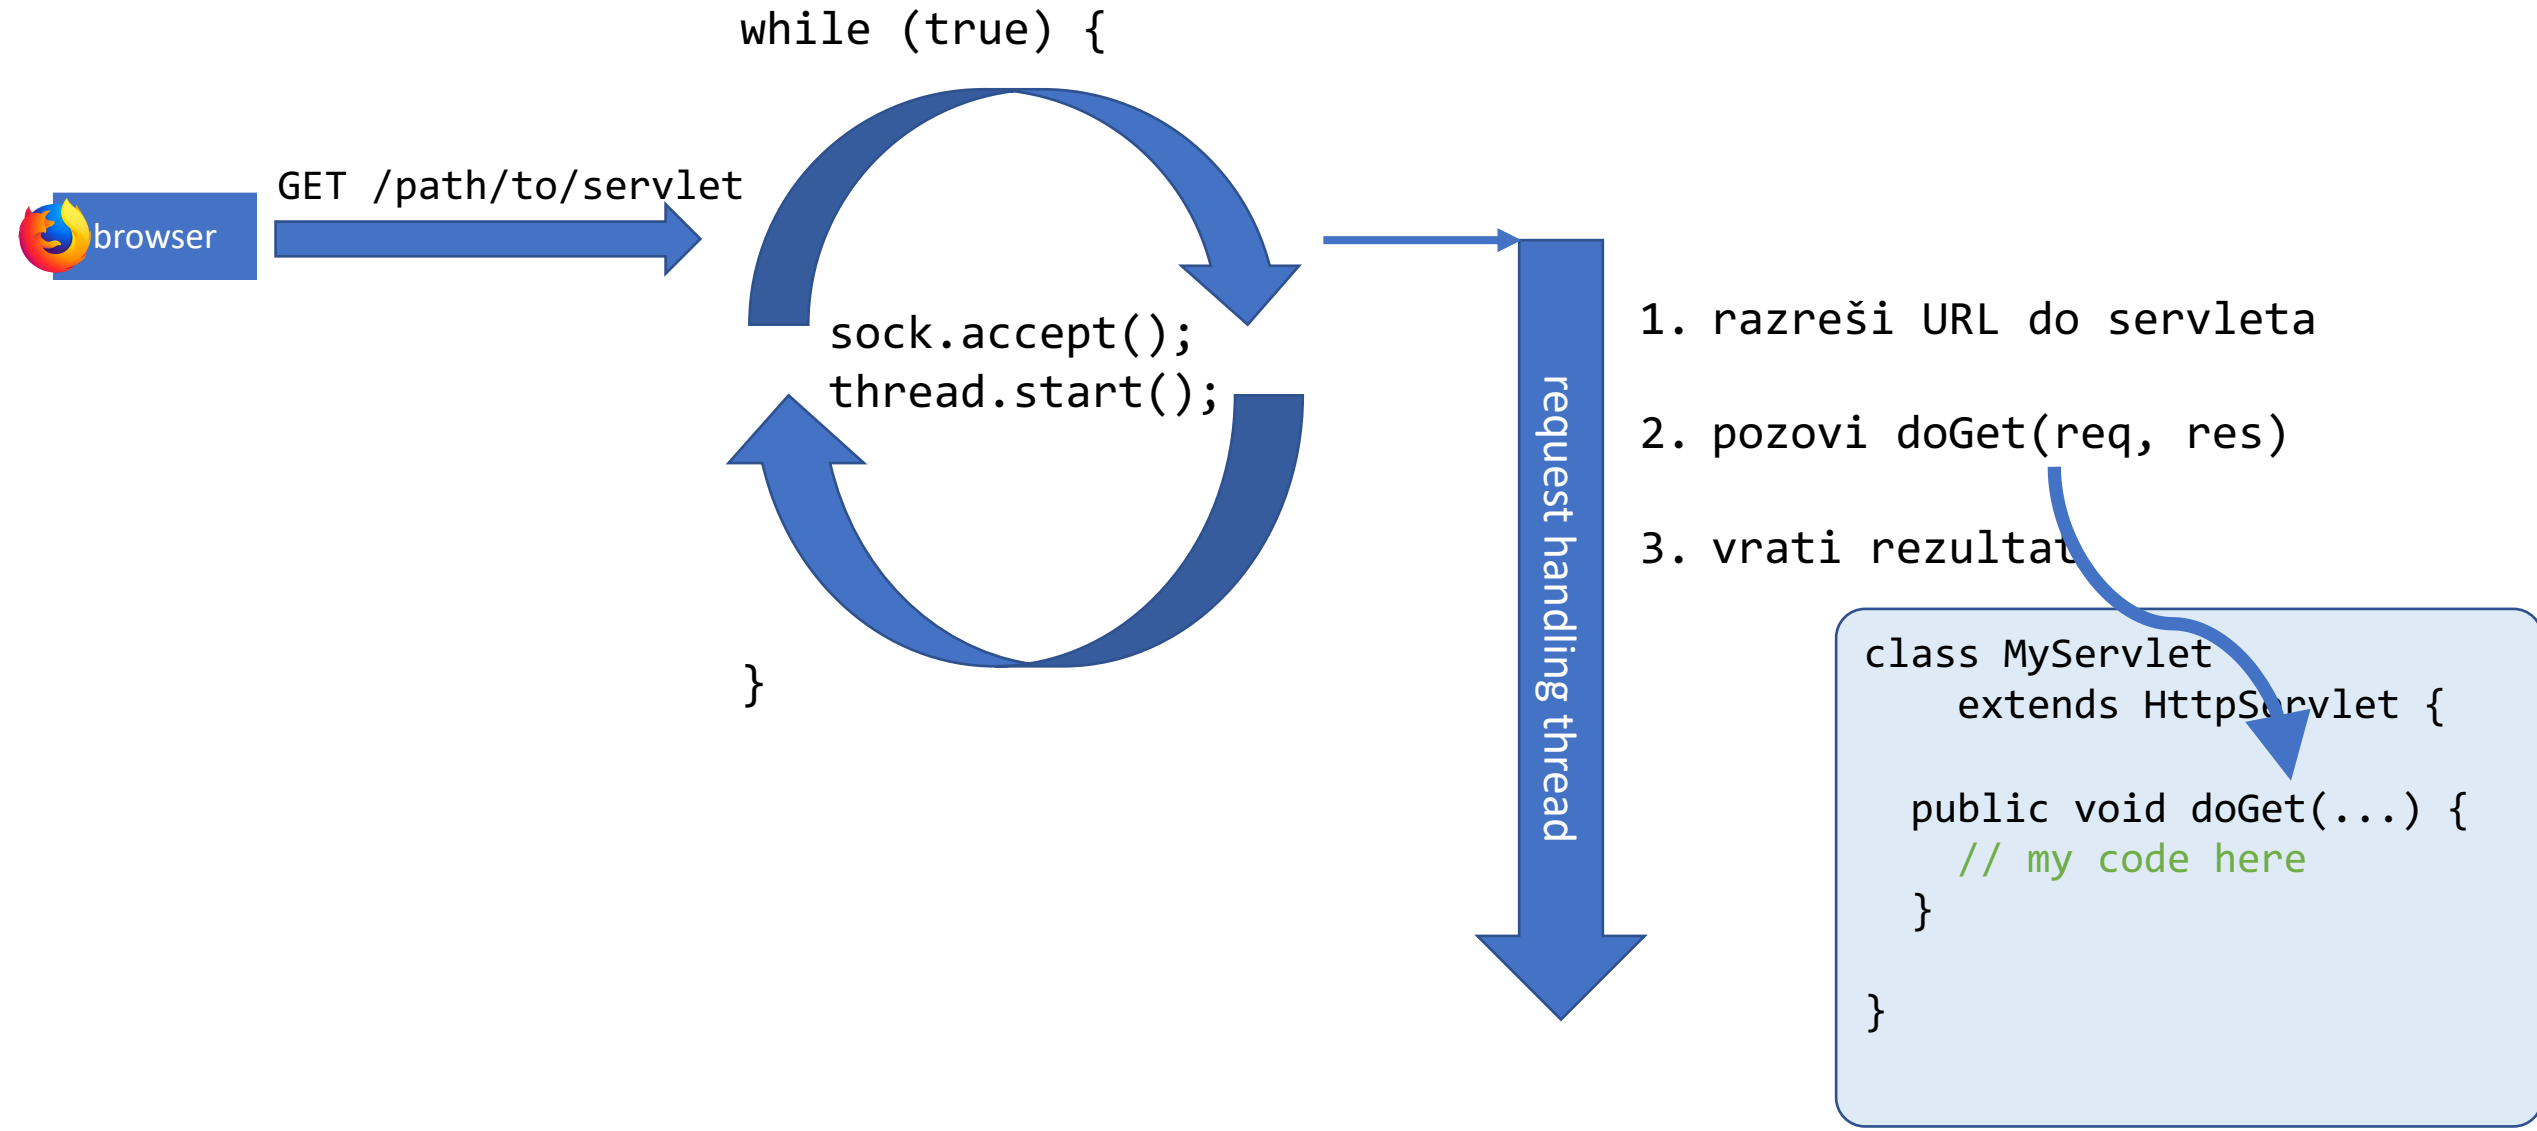 while (true) {
GET /path/to/servlet
browser
sock.accept();
thread.start();
}
request handling thread
1. razreši URL do servleta
2. pozovi doGet(req, res)
3. vrati rezultat
class MyServlet
extends HttpServlet {
public void doGet(...) {
// my code here
}
}